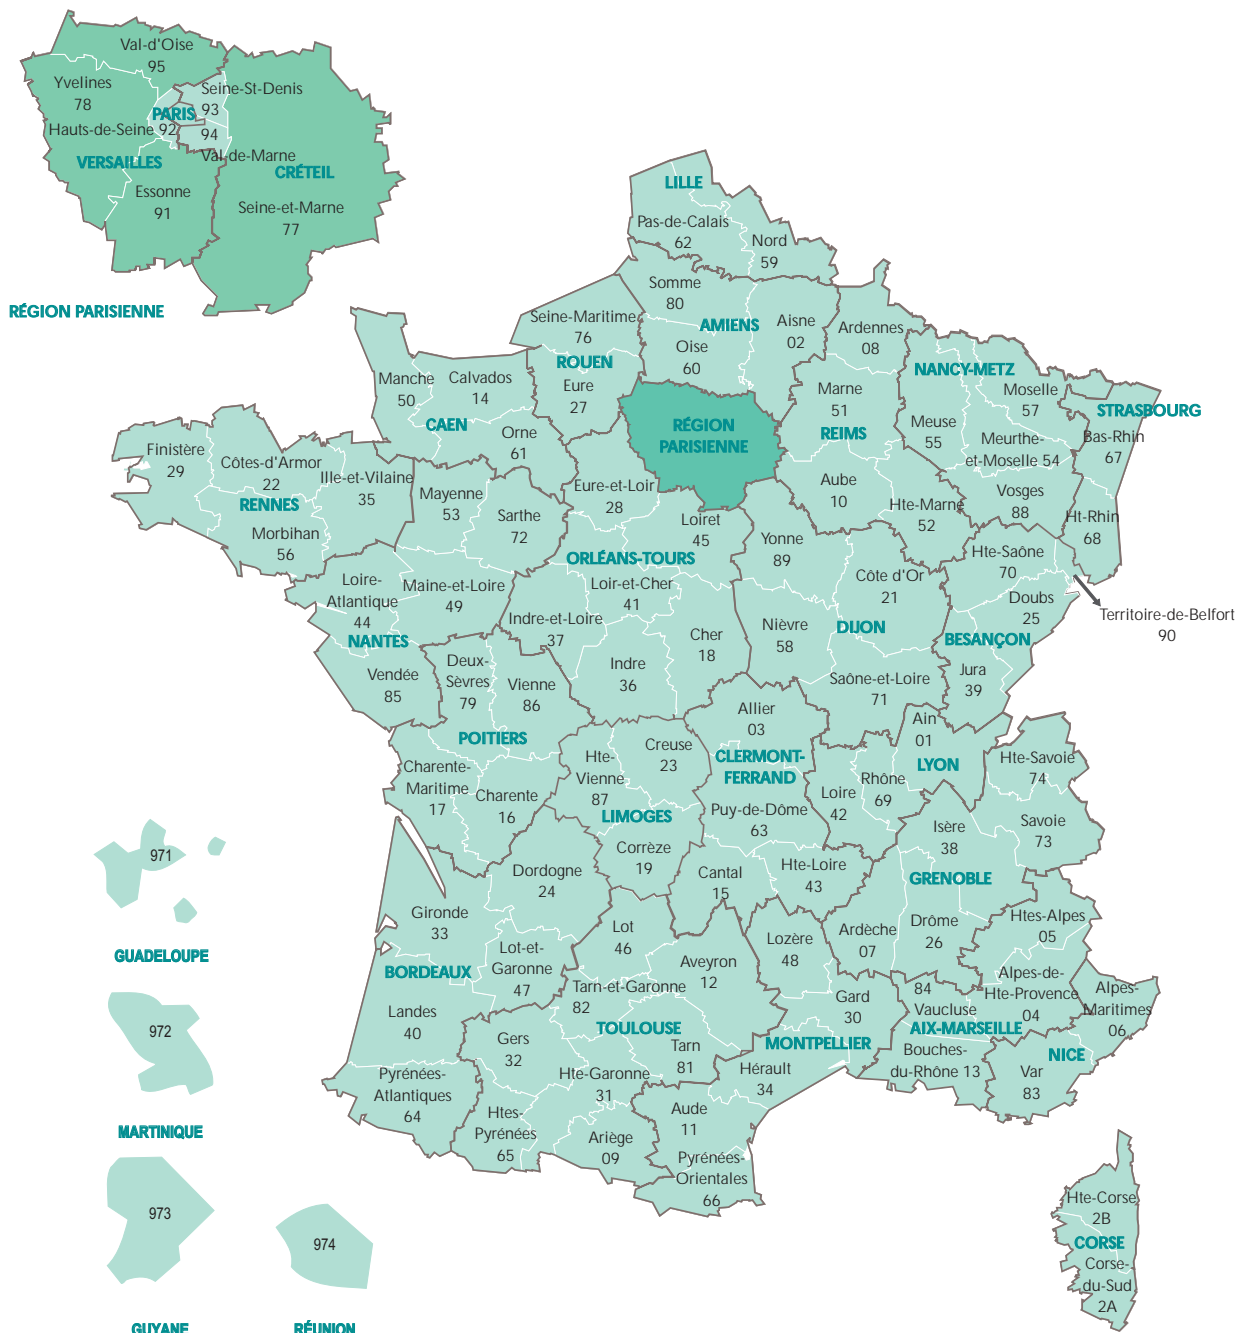 Val-d'Oise
95
Yvelines
78
Seine-St-Denis
93
PARIS
Hauts-de-Seine 92
94
Val-de-Marne
VERSAILLES
CRÉTEIL
Essonne
91
Seine-et-Marne
77
RÉGION PARISIENNE
LILLE
Pas-de-Calais
62
Nord
59
Somme
80
AMIENS
Oise
60
Aisne
02
Ardennes
08
Seine-Maritime
76
ROUEN
Eure
27
Manche
50
Calvados
14
CAEN
Orne
61
RÉGION
PARISIENNE
Marne
51
REIMS
Aube
10
Hte-Marne
52
NANCY-METZ
Moselle
57
Meuse
55
Meurthe-
et-Moselle 54
Vosges
88
STRASBOURG
Bas-Rhin
67
Ht-Rhin
68
Finistère
29
Côtes-d'Armor
22
Ille-et-Vilaine
35
RENNES
Morbihan
56
Mayenne
53
Sarthe
72
Loire-
Atlantique
44
Maine-et-Loire
49
NANTES
Vendée
85
Eure-et-Loir
28
Loiret
45
ORLÉANS-TOURS
Loir-et-Cher
41
Indre-et-Loire
37
Indre
36
Cher
18
Yonne
89
Côte d'Or
21
Nièvre
58
DIJON
Saône-et-Loire
71
Hte-Saône
70
Doubs
25
BESANÇON
Jura
39
Territoire-de-Belfort
90
Deux-
Sèvres
79
Vienne
86
POITIERS
Charente-
Maritime
17
Charente
16
Hte-
Vienne
87
Creuse
23
LIMOGES
Corrèze
19
Allier
03
CLERMONT-
FERRAND
Puy-de-Dôme
63
Cantal
15
Hte-Loire
43
Ain
01
LYON
Rhône
69
Loire
42
Hte-Savoie
74
Savoie
73
Isère
38
GRENOBLE
Drôme
26
Ardèche
07
Dordogne
24
Gironde
33
Lot-et-
Garonne
47
BORDEAUX
Landes
40
Pyrénées-
Atlantiques
64
Lot
46
Aveyron
12
Tarn-et-Garonne
82
TOULOUSE
Tarn
81
Gers
32
Hte-Garonne
31
Htes-
Pyrénées
65
Ariège
09
Lozère
48
Gard
30
MONTPELLIER
Hérault
34
Aude
11
Pyrénées-
Orientales
66
Htes-Alpes
05
Alpes-de-
Hte-Provence
04
84
Vaucluse
AIX-MARSEILLE
Bouches-
du-Rhône 13
Alpes-
Maritimes
06
NICE
Var
83
Hte-Corse
2B
CORSE
Corse-
du-Sud
2A
971
GUADELOUPE
972
MARTINIQUE
973
GUYANE
974
RÉUNION